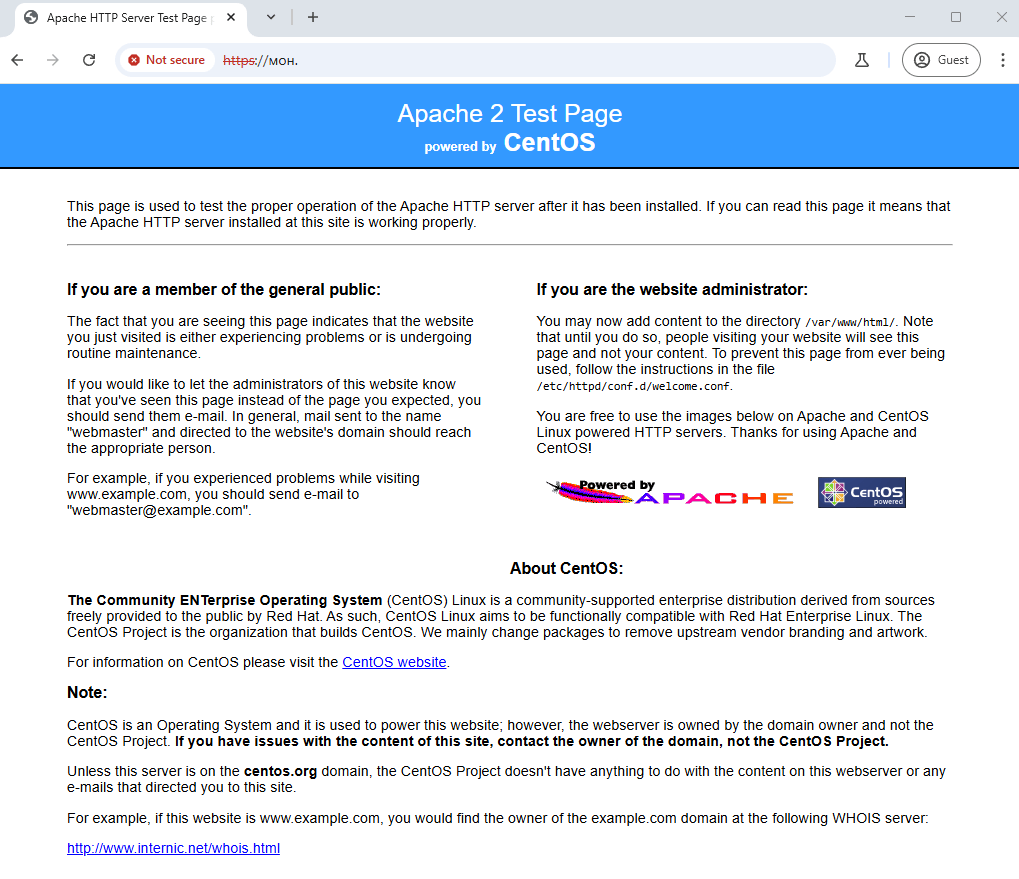 Apache HTTP Server Test Page p
Not secure
https://мон.
Guest
Apache 2 Test Page
powered by CentOS
This page is used to test the proper operation of the Apache HTTP server after it has been installed. If you can read this page it means that
the Apache HTTP server installed at this site is working properly.
If you are a member of the general public:
The fact that you are seeing this page indicates that the website
you just visited is either experiencing problems or is undergoing
routine maintenance.
If you would like to let the administrators of this website know
that you've seen this page instead of the page you expected, you
should send them e-mail. In general, mail sent to the name
"webmaster" and directed to the website's domain should reach
the appropriate person.
For example, if you experienced problems while visiting
www.example.com, you should send e-mail to
"webmaster@example.com".
If you are the website administrator:
You may now add content to the directory /var/www/html/. Note
that until you do so, people visiting your website will see this
page and not your content. To prevent this page from ever being
used, follow the instructions in the file
/etc/httpd/conf.d/welcome.conf.
You are free to use the images below on Apache and CentOS
Linux powered HTTP servers. Thanks for using Apache and
CentOS!
Powered by
APACHE
CentOS
powered
About CentOS:
The Community ENTerprise Operating System (CentOS) Linux is a community-supported enterprise distribution derived from sources
freely provided to the public by Red Hat. As such, CentOS Linux aims to be functionally compatible with Red Hat Enterprise Linux. The
CentOS Project is the organization that builds CentOS. We mainly change packages to remove upstream vendor branding and artwork.
For information on CentOS please visit the CentOS website.
Note:
CentOS is an Operating System and it is used to power this website; however, the webserver is owned by the domain owner and not the
CentOS Project. If you have issues with the content of this site, contact the owner of the domain, not the CentOS Project.
Unless this server is on the centos.org domain, the CentOS Project doesn't have anything to do with the content on this webserver or any
e-mails that directed you to this site.
For example, if this website is www.example.com, you would find the owner of the example.com domain at the following WHOIS server:
http://www.internic.net/whois.html